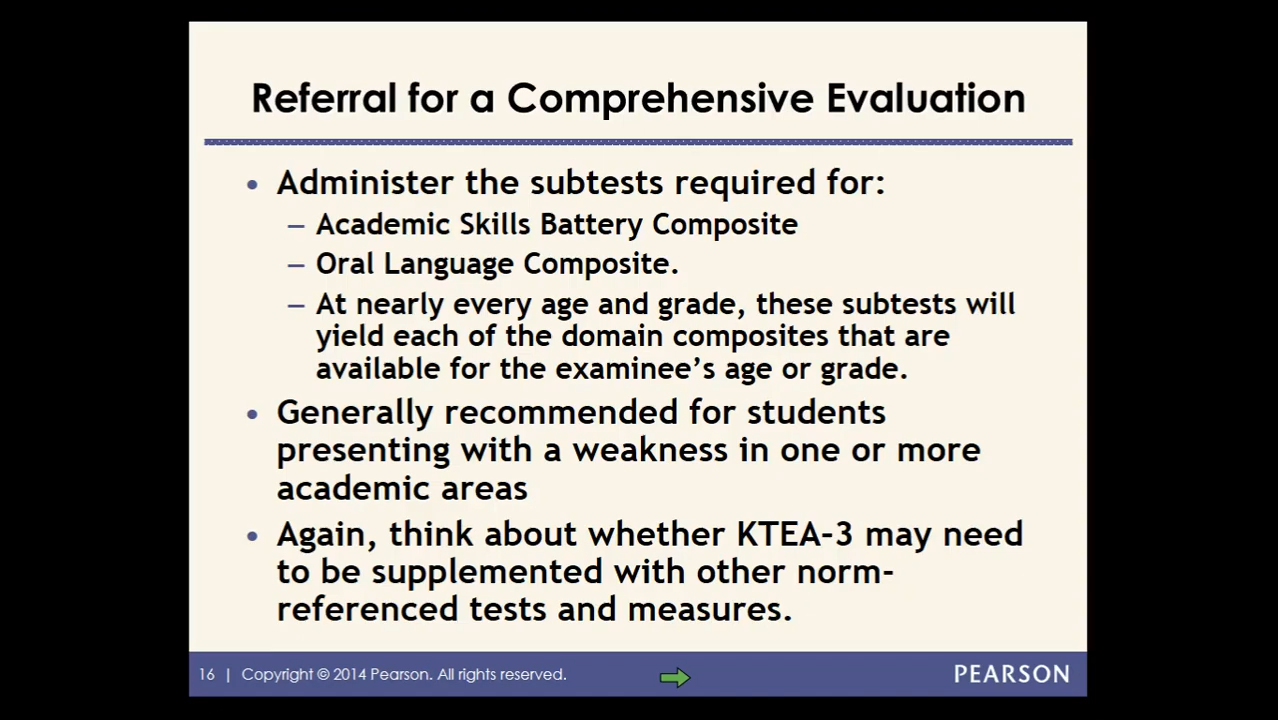 Referral for a Comprehensive Evaluation
• Administer the subtests required for:
– Academic Skills Battery Composite
– Oral Language Composite.
– At nearly every age and grade, these subtests will
yield each of the domain composites that are
available for the examinee’s age or grade.
• Generally recommended for students
presenting with a weakness in one or more
academic areas
• Again, think about whether KTEA–3 may need
to be supplemented with other norm-
referenced tests and measures.
16 | Copyright © 2014 Pearson. All rights reserved.
PEARSON